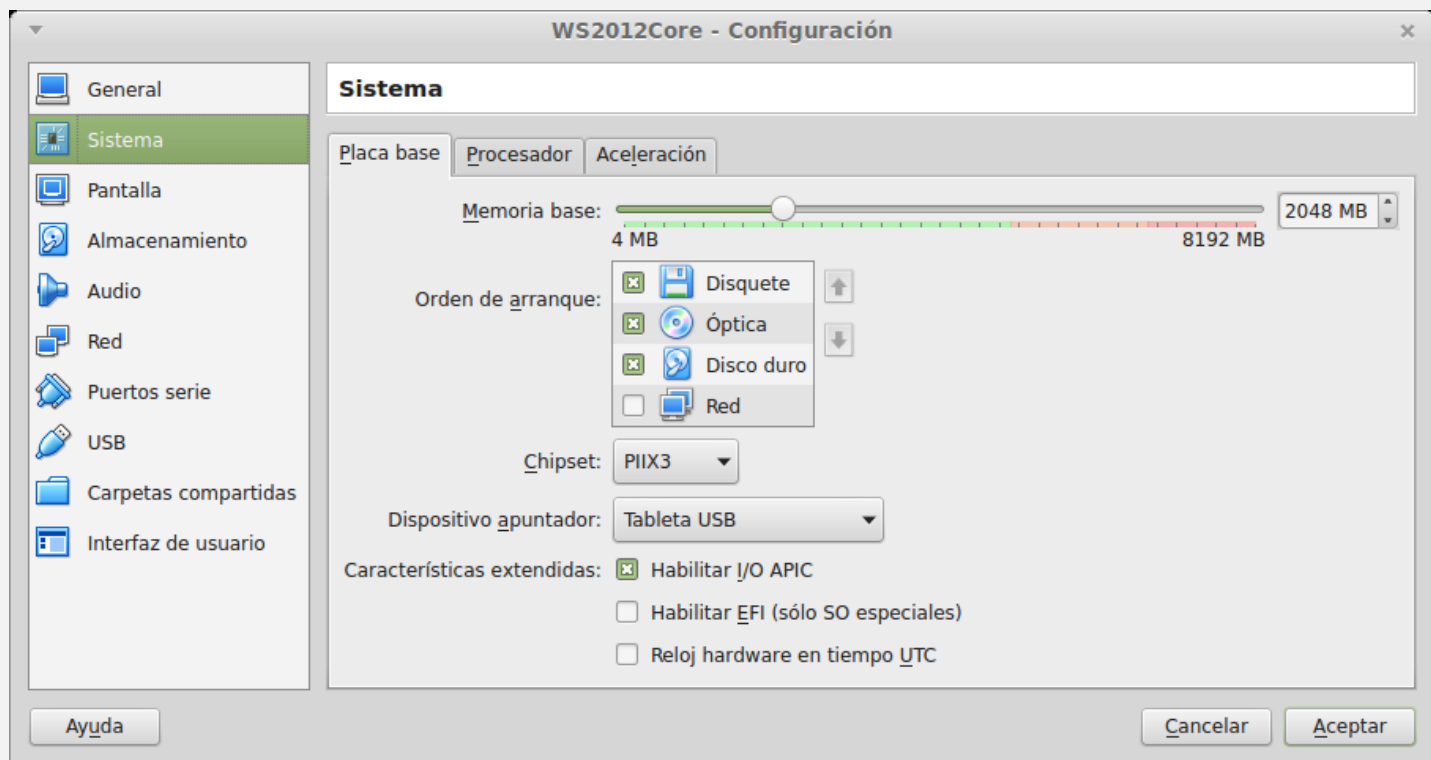 WS2012Core - Configuración
General
Sistema
Pantalla
Almacenamiento
Audio
Red
Puertos serie
USB
Carpetas compartidas
Interfaz de usuario
Sistema
Placa base Procesador Aceleración
Memoria base: 2048 MB
4 MB 8192 MB
Orden de arranque:
Disquete
Óptica
Disco duro
Red
Chipset: PIIX3
Dispositivo apuntador: Tableta USB
Características extendidas: Habilitar I/O APIC
Habilitar EFI (sólo SO especiales)
Reloj hardware en tiempo UTC
Ayuda Cancelar Aceptar